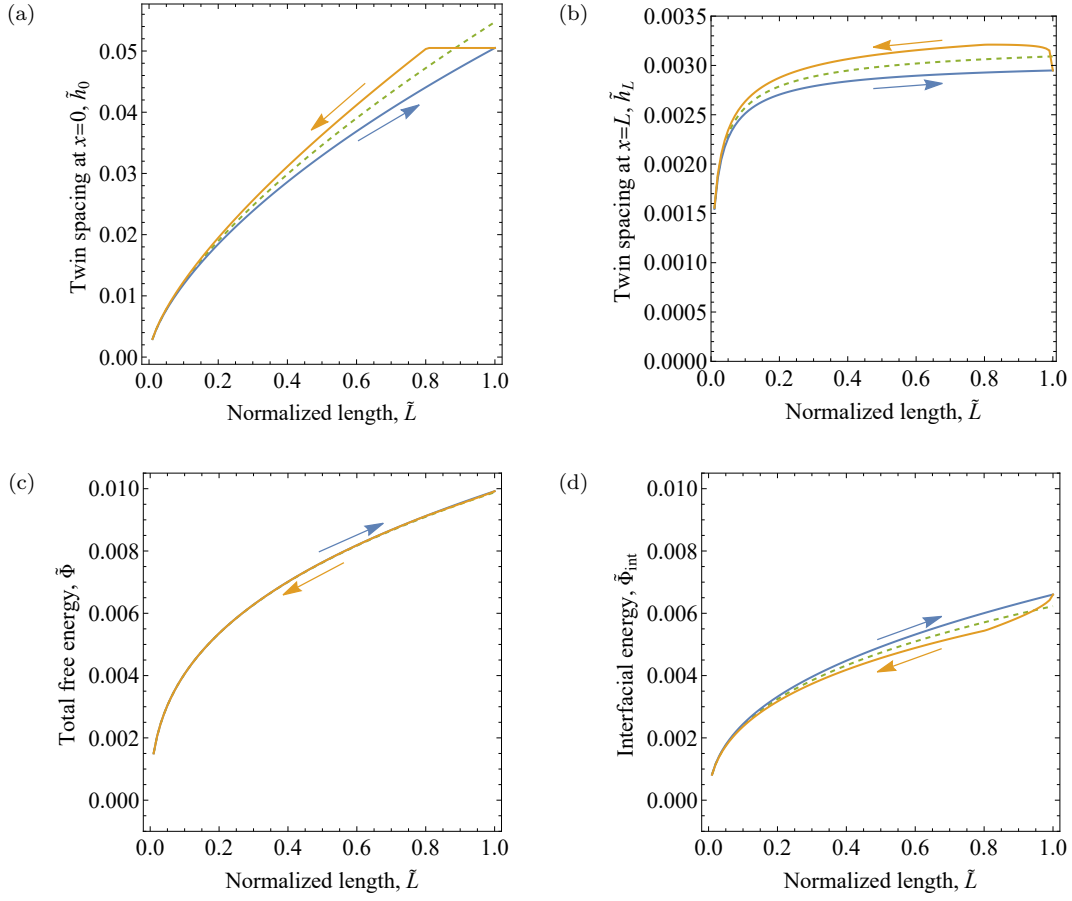 (a)
Twin spacing at x=0, h̃₀
0.05
0.04
0.03
0.02
0.01
0.00
0.0 0.2 0.4 0.6 0.8 1.0
Normalized length, L̃
(b)
Twin spacing at x=L, h̃_L
0.0035
0.0030
0.0025
0.0020
0.0015
0.0010
0.0005
0.0000
0.0 0.2 0.4 0.6 0.8 1.0
Normalized length, L̃
(c)
Total free energy, Φ̃
0.010
0.008
0.006
0.004
0.002
0.000
0.0 0.2 0.4 0.6 0.8 1.0
Normalized length, L̃
(d)
Interfacial energy, Φ̃_int
0.010
0.008
0.006
0.004
0.002
0.000
0.0 0.2 0.4 0.6 0.8 1.0
Normalized length, L̃